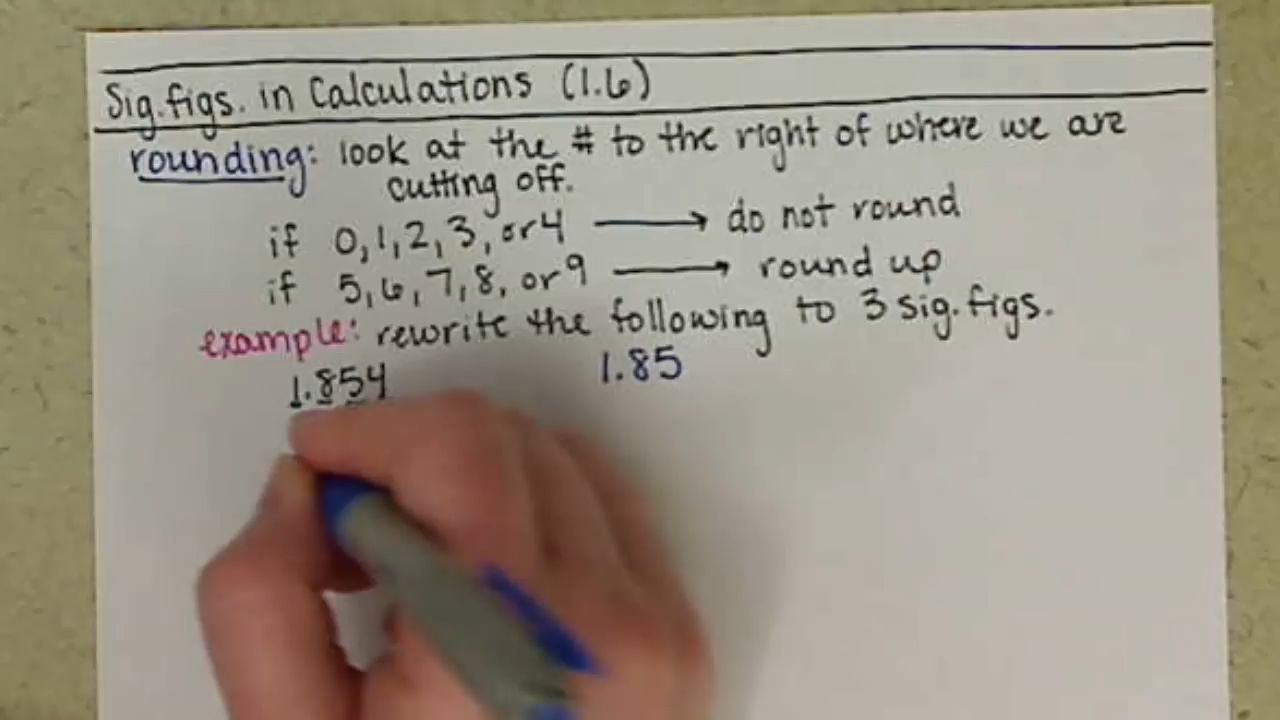 Sig.figs. in Calculations (1.6)
rounding: look at the # to the right of where we are
cutting off.
if 0,1,2,3, or 4 ⟶ do not round
if 5,6,7,8, or 9 ⟶ round up
example: rewrite the following to 3 sig.figs.
1.854 1.85